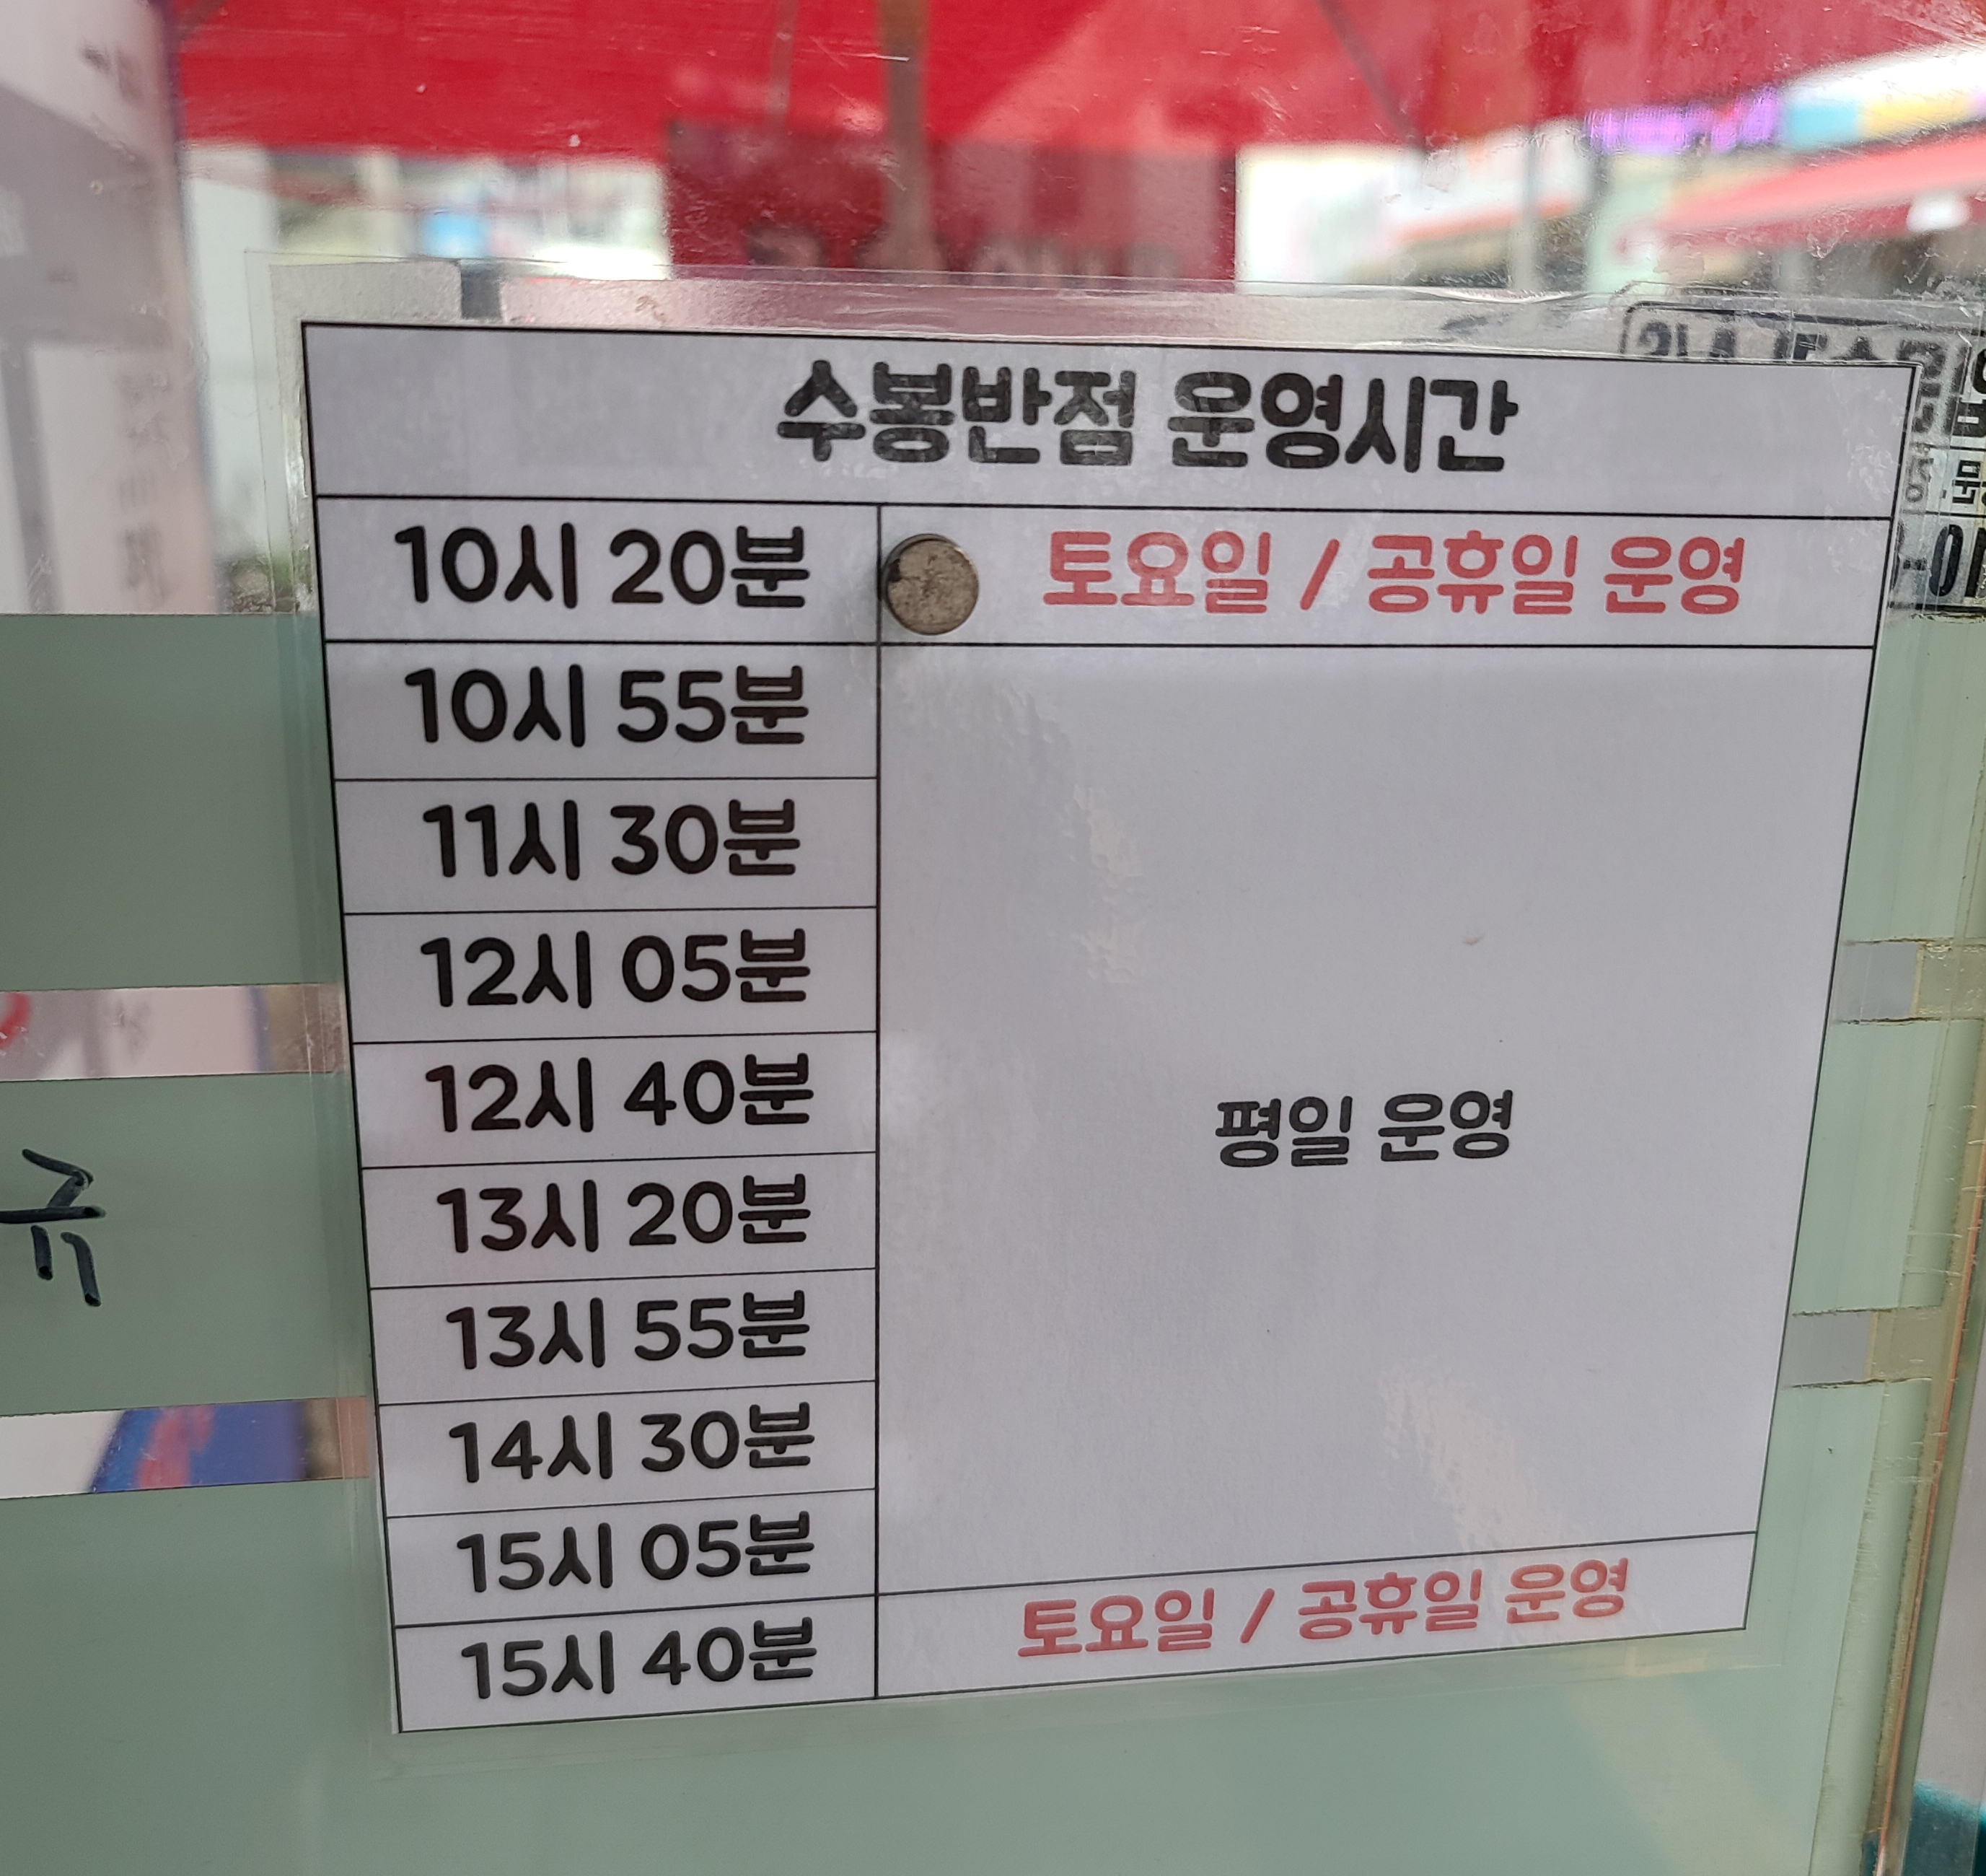 수봉반점 운영시간
10시 20분 토요일 / 공휴일 운영
10시 55분
11시 30분
12시 05분
12시 40분
평일 운영
13시 20분
13시 55분
14시 30분
15시 05분
15시 40분 토요일 / 공휴일 운영